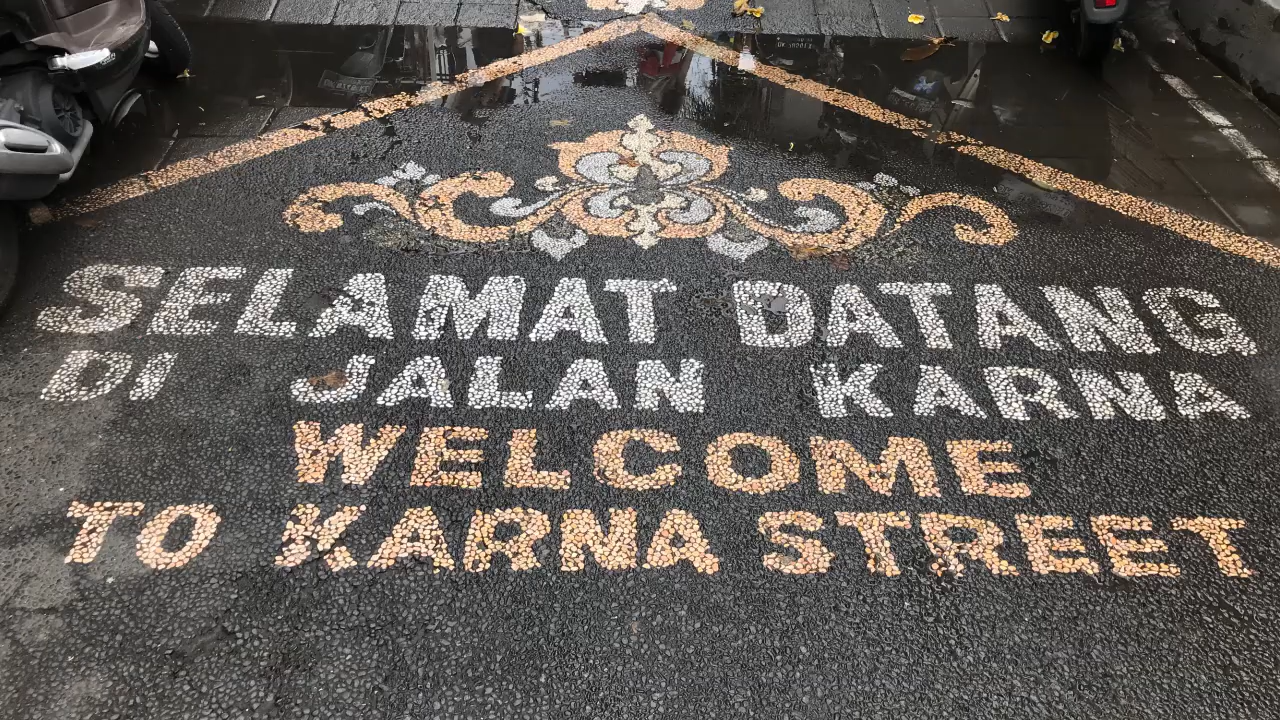 SELAMAT DATANG
DI JALAN KARNA
WELCOME
TO KARNA STREET